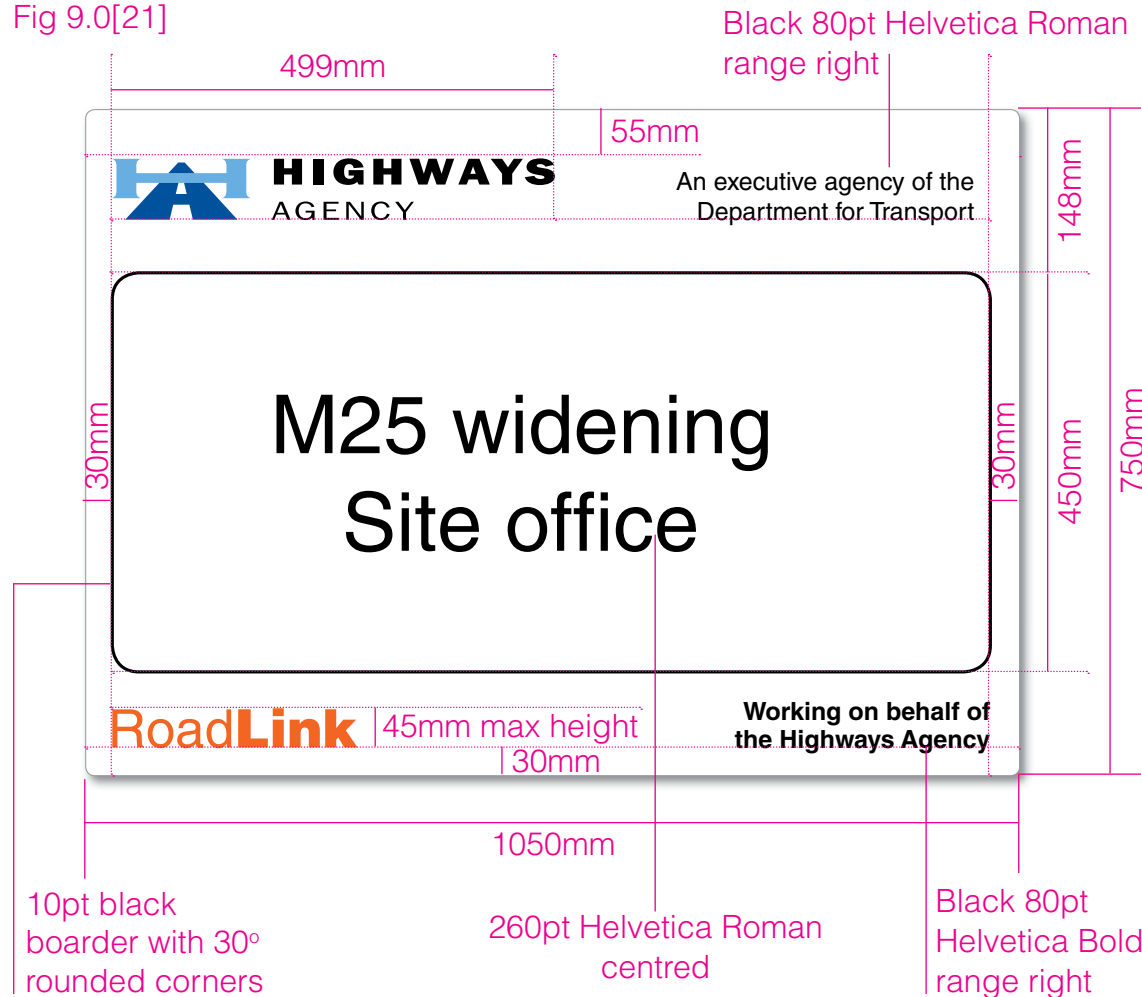 Fig 9.0[21]
Black 80pt Helvetica Roman
range right
499mm
55mm
HIGHWAYS
AGENCY
An executive agency of the
Department for Transport
148mm
M25 widening
Site office
30mm
30mm
450mm
750mm
RoadLink
45mm max height
30mm
Working on behalf of
the Highways Agency
1050mm
10pt black
boarder with 30º
rounded corners
260pt Helvetica Roman
centred
Black 80pt
Helvetica Bold
range right